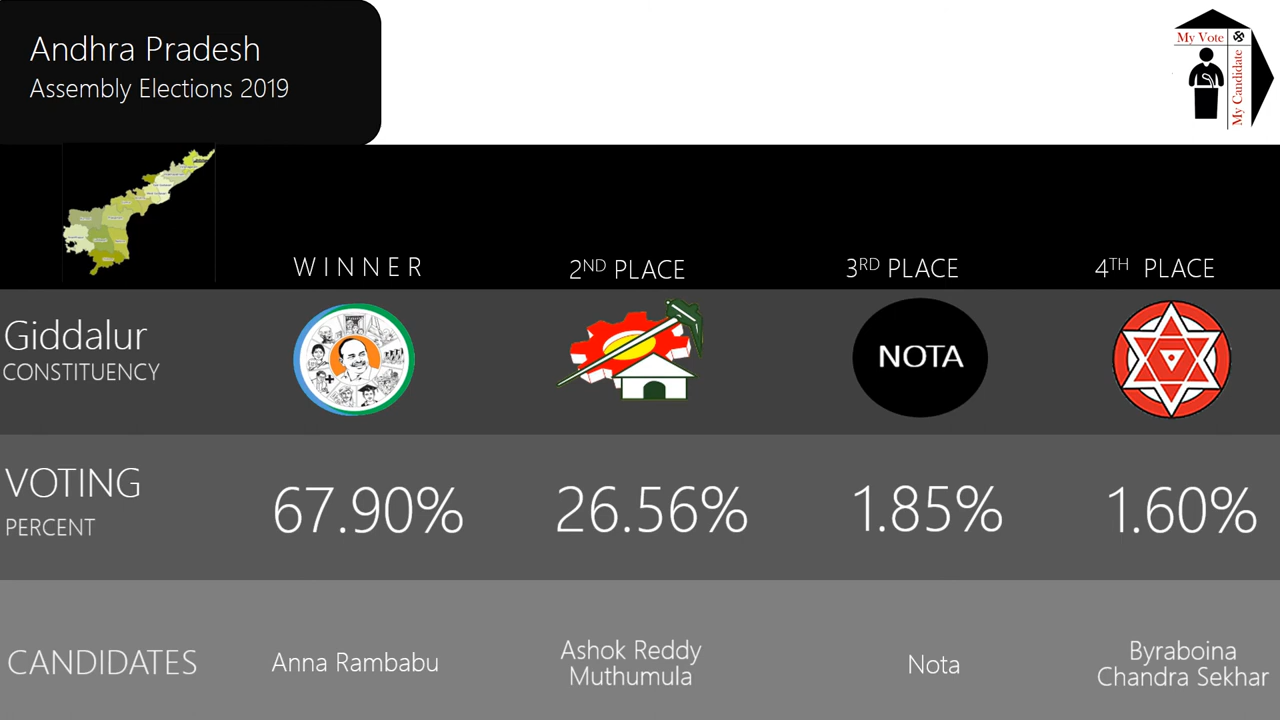 Andhra Pradesh
Assembly Elections 2019
My Vote
My Candidate
WINNER
2ND PLACE
3RD PLACE
4TH PLACE
Giddalur
CONSTITUENCY
NOTA
VOTING
PERCENT
67.90%
26.56%
1.85%
1.60%
CANDIDATES
Anna Rambabu
Ashok Reddy
Muthumula
Nota
Byraboina
Chandra Sekhar